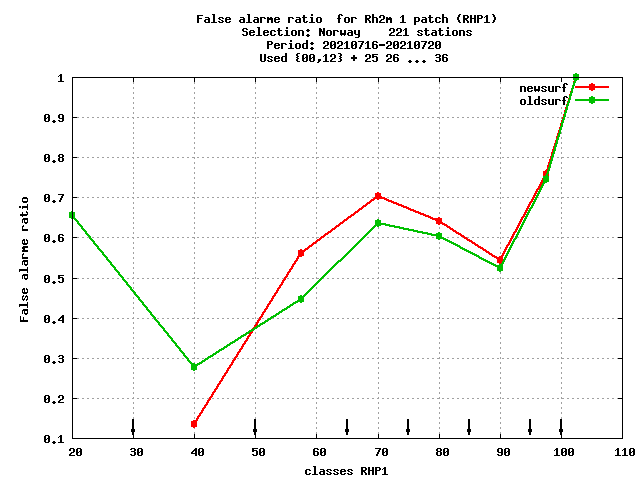 False alarme ratio  for Rh2m 1 patch (RHP1)
Selection: Norway    221 stations
Period: 20210716-20210720
Used {00,12} + 25 26 ... 36
newsurf
oldsurf
1
0.9
0.8
0.7
0.6
0.5
0.4
0.3
0.2
0.1
False alarme ratio
20 30 40 50 60 70 80 90 100 110
classes RHP1